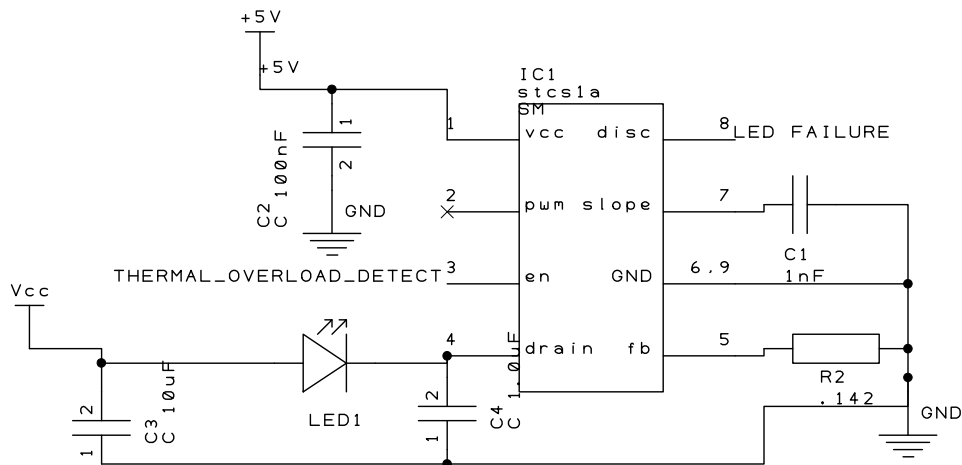 +5V
+5V
IC1
stcs1a
SM
1
vcc
disc
8
LED FAILURE
1
2
C2
C 100nF
GND
2
pwm
slope
7
C1
1nF
THERMAL_OVERLOAD_DETECT
3
en
GND
6,9
Vcc
4
drain
fb
5
R2
.142
LED1
2
1
C3
C 10uF
2
1
C4
C 1.0uF
GND